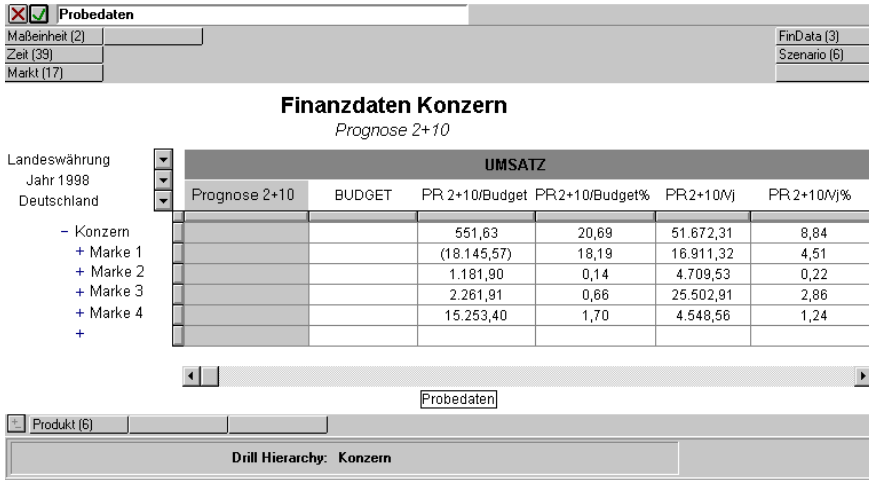 Probedaten
Maßeinheit (2)
FinData (3)
Zeit (39)
Szenario (6)
Markt (17)
Finanzdaten Konzern
Prognose 2+10
Landeswährung
Jahr 1998
Deutschland
UMSATZ
Prognose 2+10 BUDGET PR 2+10/Budget PR2+10/Budget% PR2+10/Vj PR2+10/Vj%
− Konzern 551,63 20,69 51.672,31 8,84
+ Marke 1 (18.145,57) 18,19 16.911,32 4,51
+ Marke 2 1.181,90 0,14 4.709,53 0,22
+ Marke 3 2.261,91 0,66 25.502,91 2,86
+ Marke 4 15.253,40 1,70 4.548,56 1,24
+
Probedaten
Produkt (6)
Drill Hierarchy: Konzern